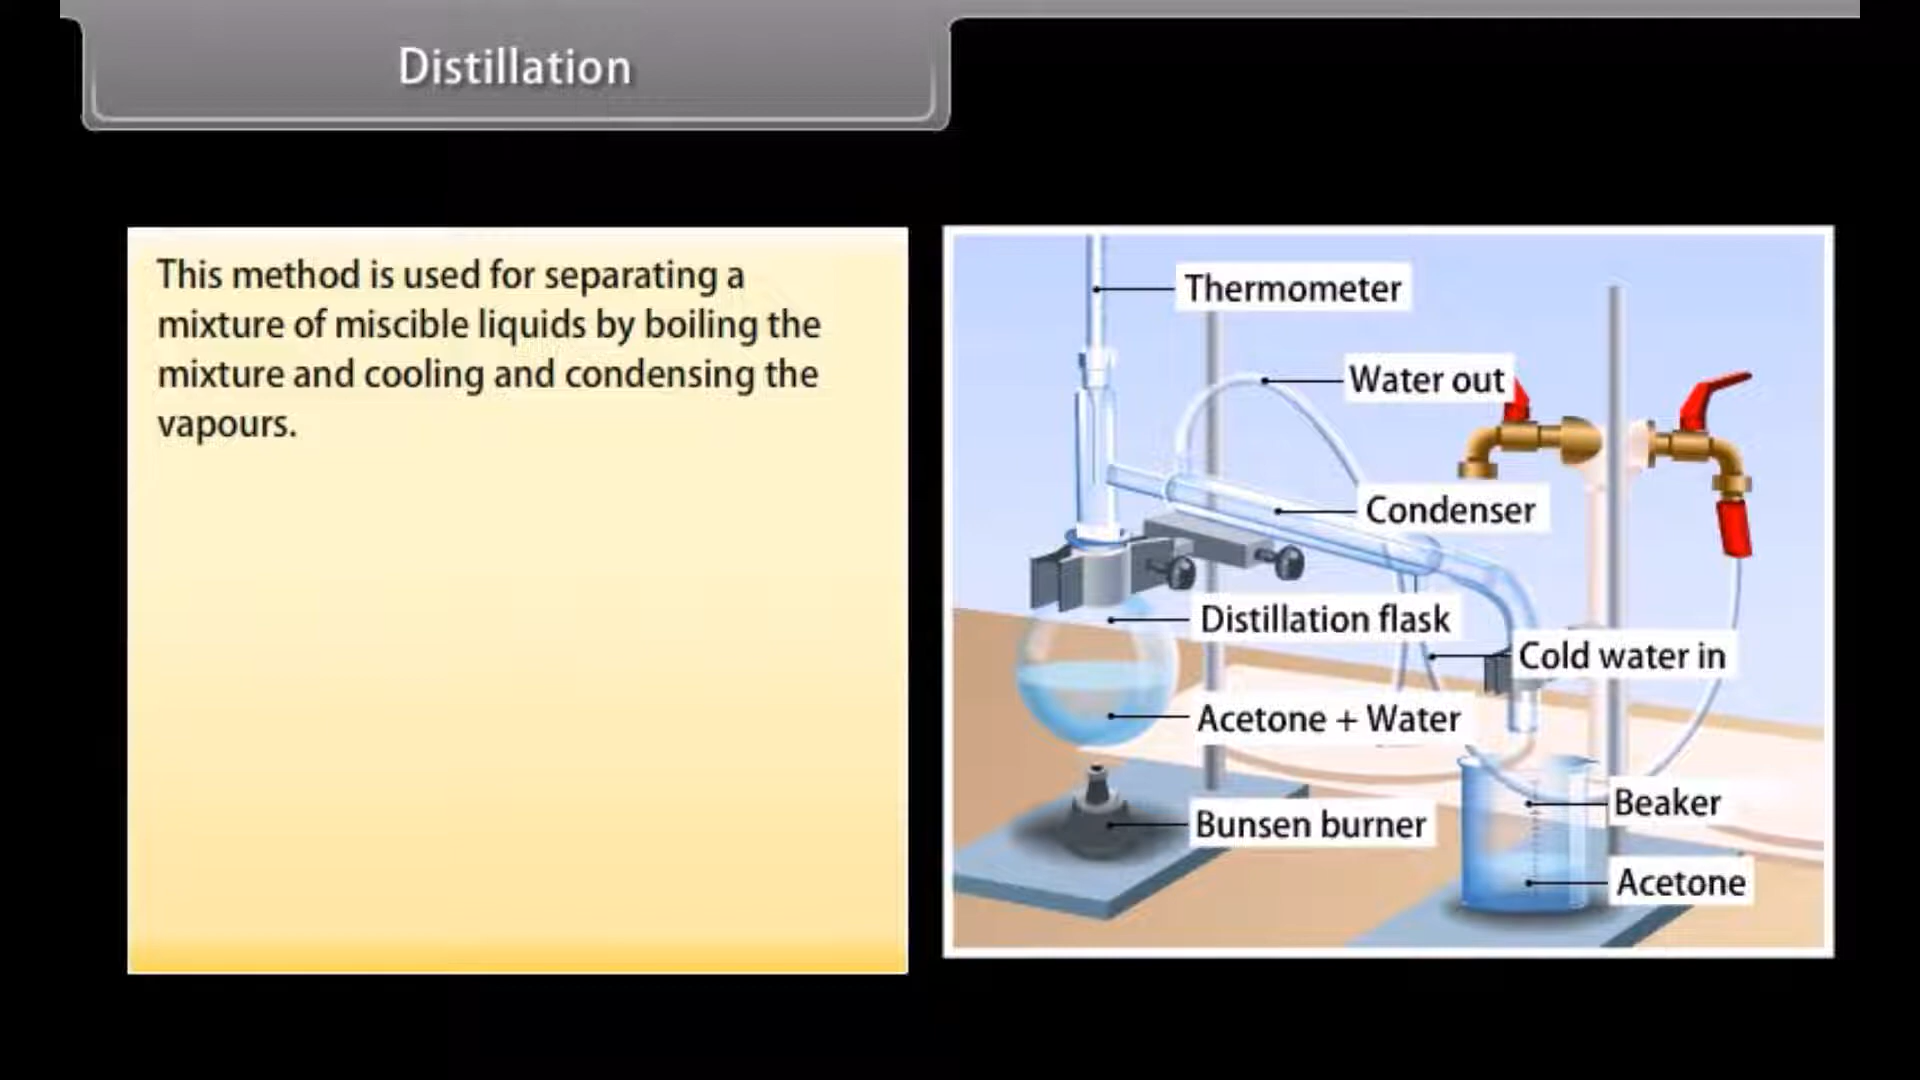 Distillation
This method is used for separating a
mixture of miscible liquids by boiling the
mixture and cooling and condensing the
vapours.
Thermometer
Water out
Condenser
Distillation flask
Cold water in
Acetone + Water
Beaker
Bunsen burner
Acetone